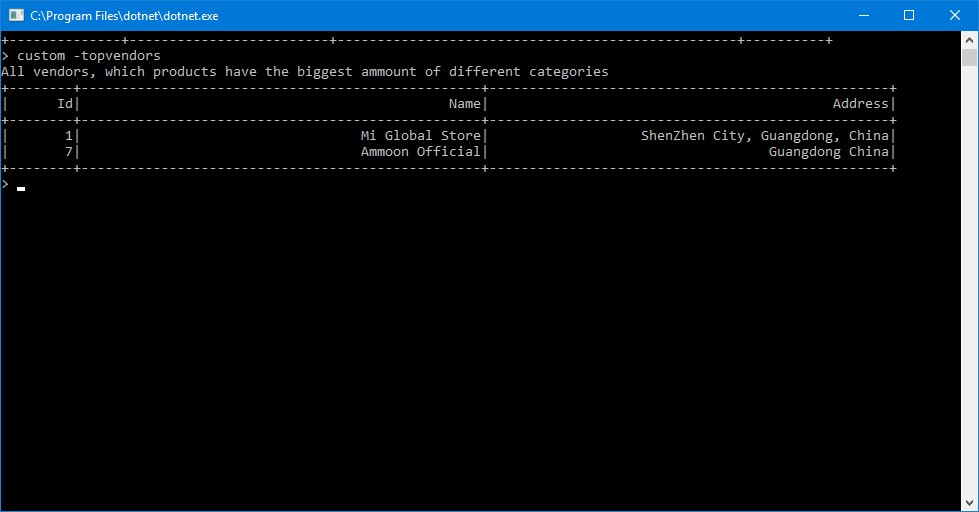 C:\Program Files\dotnet\dotnet.exe
+--------------+-------------------------+--------------------------------------------------+----------+
> custom -topvendors
All vendors, which products have the biggest ammount of different categories
+--------+--------------------------------------------------+--------------------------------------------------+
|      Id|                                              Name|                                           Address|
+--------+--------------------------------------------------+--------------------------------------------------+
|       1|                                   Mi Global Store|                   ShenZhen City, Guangdong, China|
|       7|                                   Ammoon Official|                                   Guangdong China|
+--------+--------------------------------------------------+--------------------------------------------------+
>